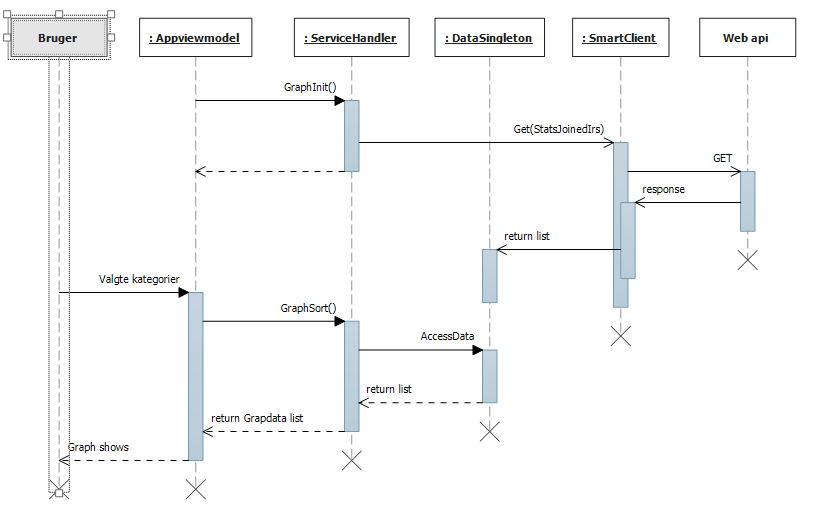 Bruger
: Appviewmodel
: ServiceHandler
: DataSingleton
: SmartClient
Web api
GraphInit()
Get(StatsJoinedIrs)
GET
response
return list
Valgte kategorier
GraphSort()
AccessData
return list
return Grapdata list
Graph shows